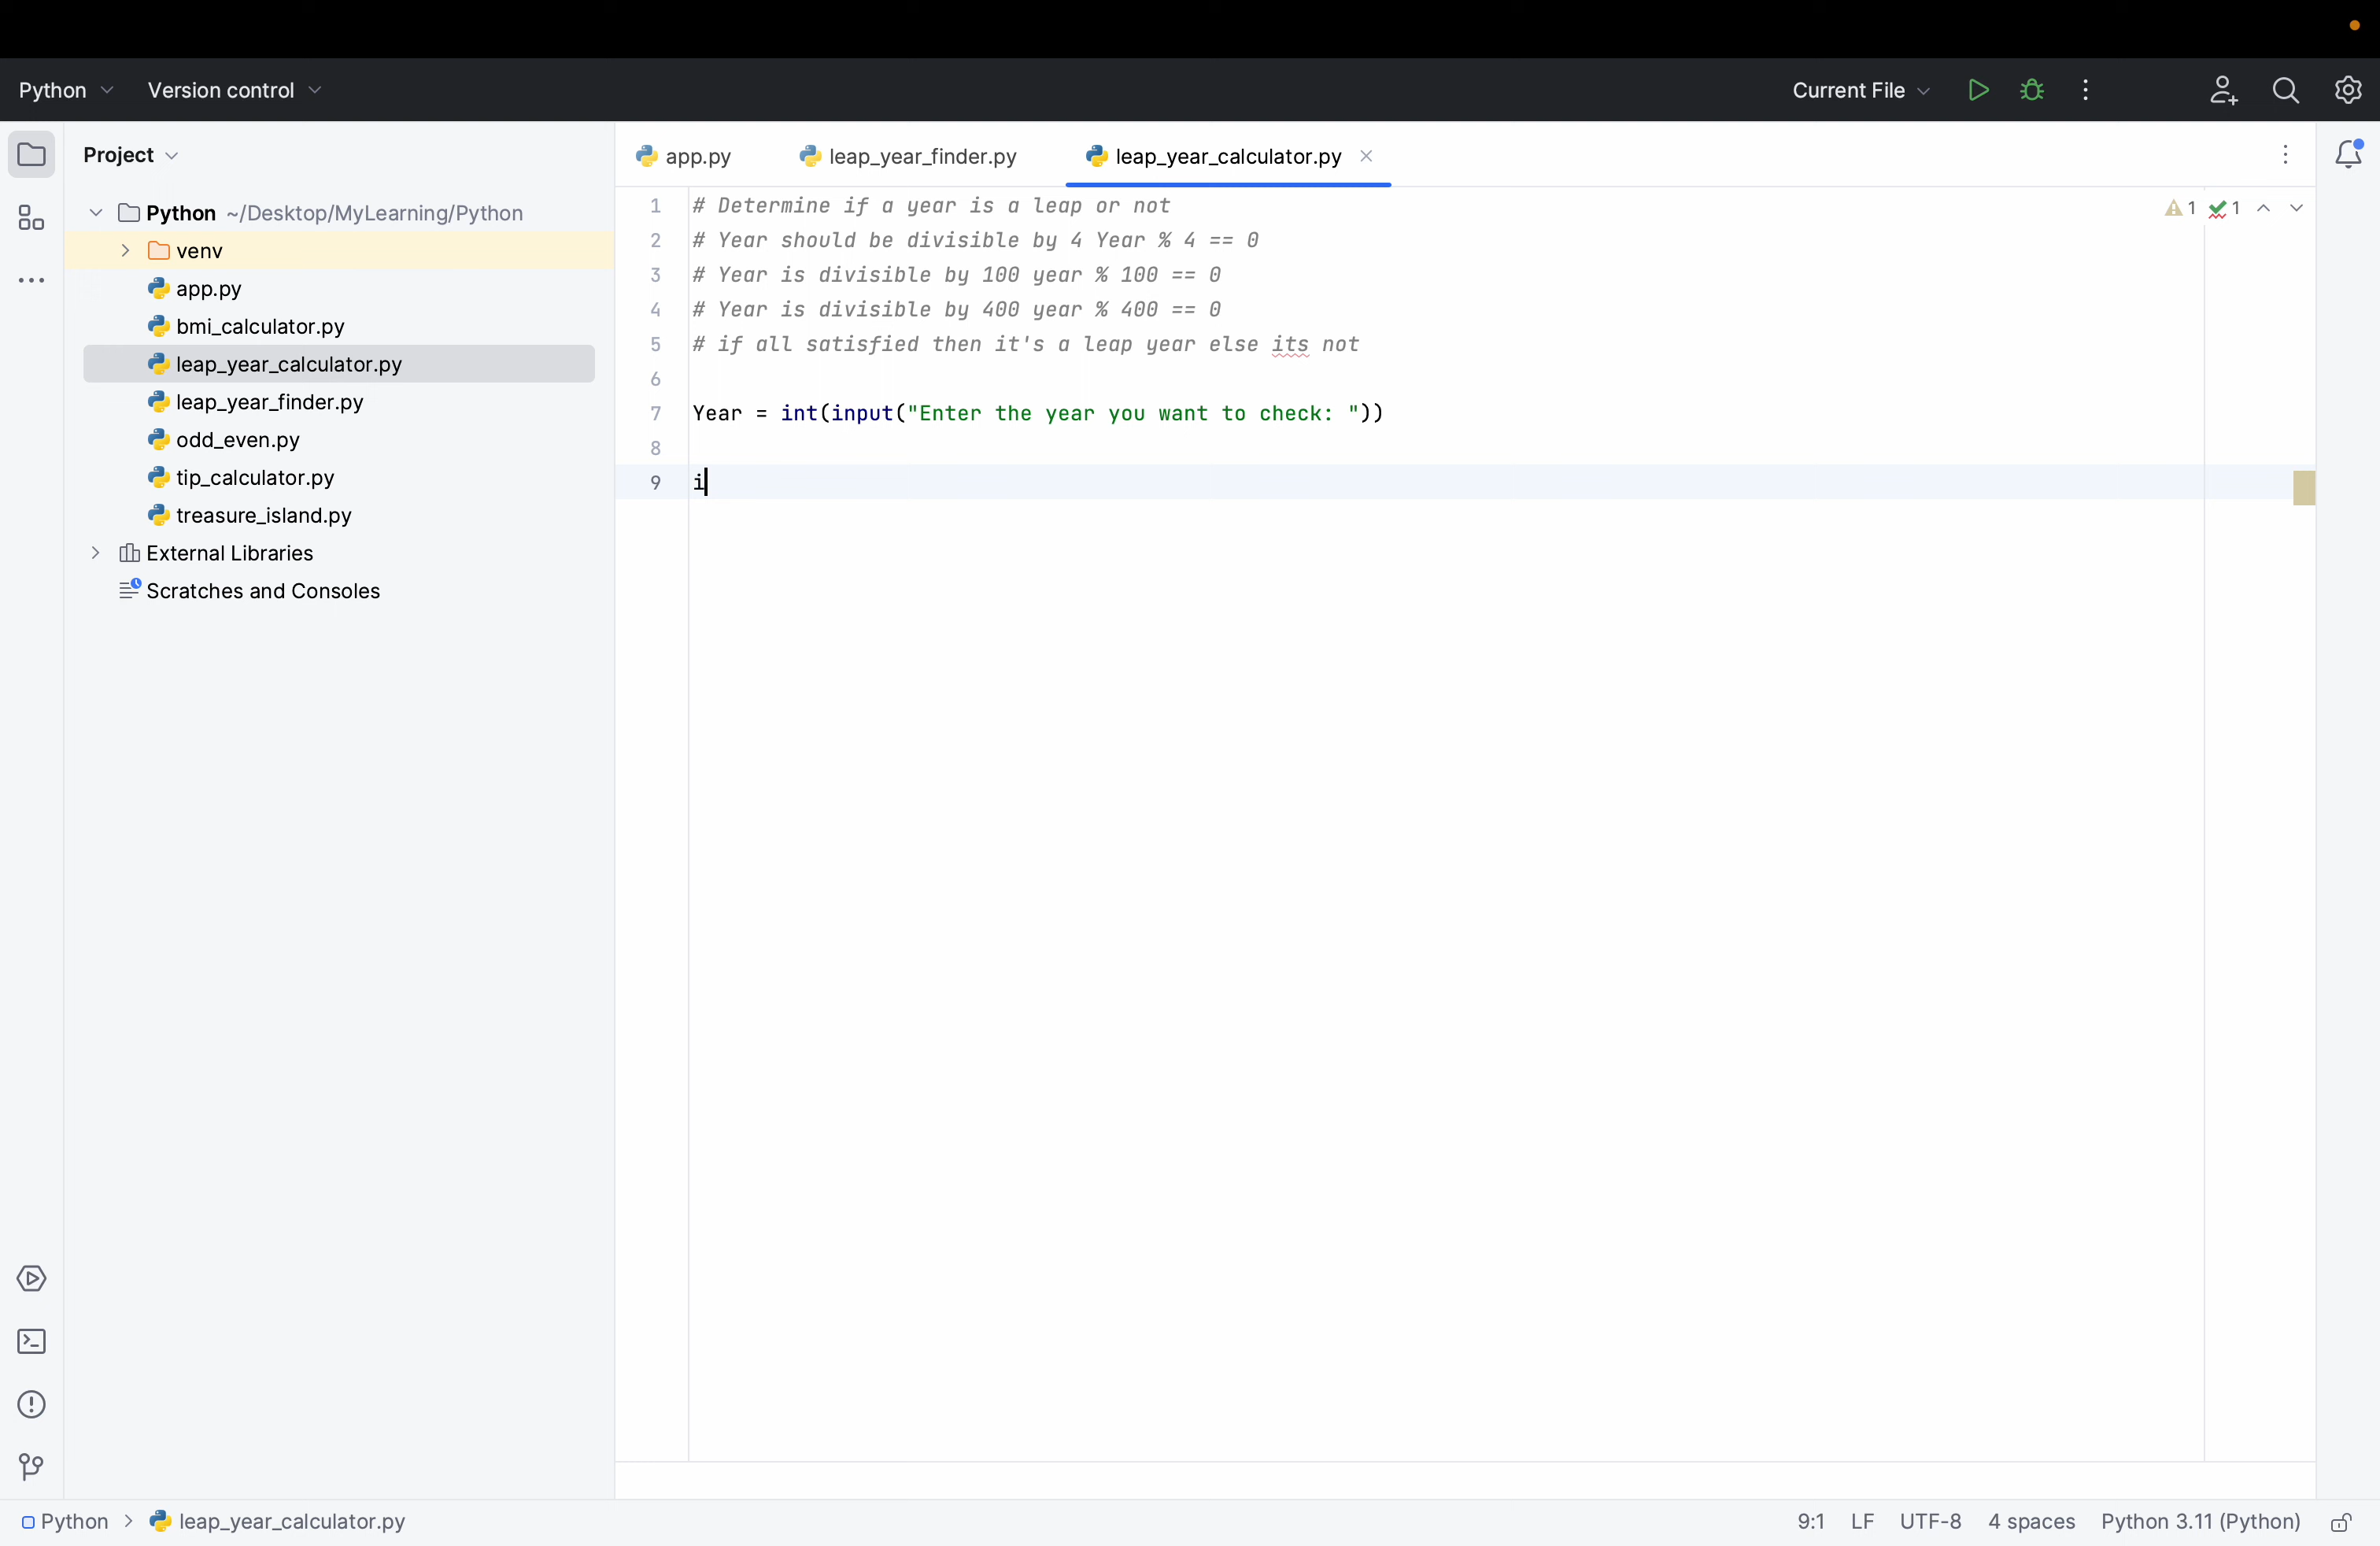 Python Version control Current File
Project
Python ~/Desktop/MyLearning/Python
venv
app.py
bmi_calculator.py
leap_year_calculator.py
leap_year_finder.py
odd_even.py
tip_calculator.py
treasure_island.py
External Libraries
Scratches and Consoles
app.py leap_year_finder.py leap_year_calculator.py
1 # Determine if a year is a leap or not
2 # Year should be divisible by 4 Year % 4 == 0
3 # Year is divisible by 100 year % 100 == 0
4 # Year is divisible by 400 year % 400 == 0
5 # if all satisfied then it's a leap year else its not
6
7 Year = int(input("Enter the year you want to check: "))
8
9 i
1 1
Python > leap_year_calculator.py 9:1 LF UTF-8 4 spaces Python 3.11 (Python)